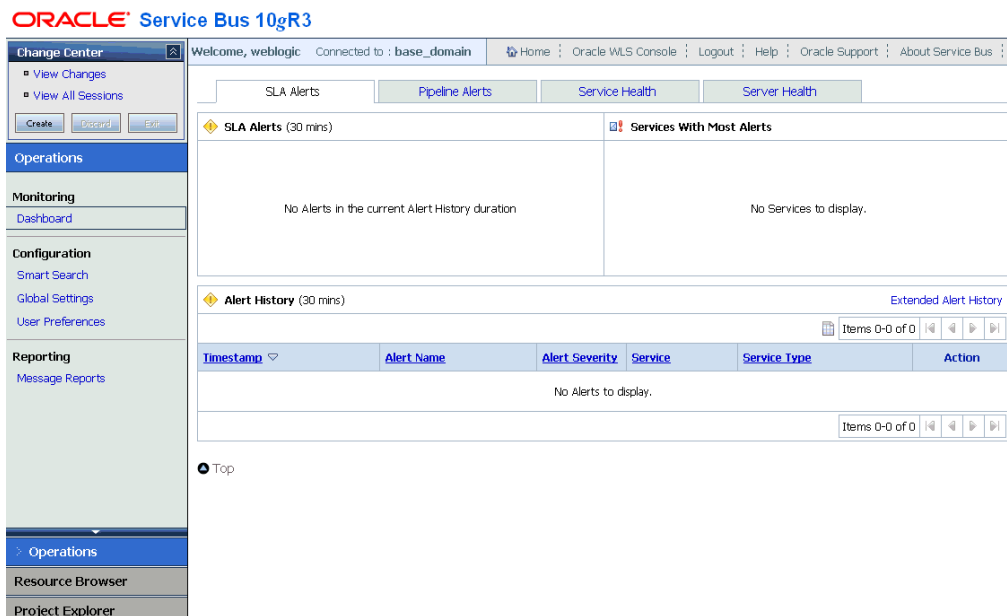 ORACLE Service Bus 10gR3
Change Center
View Changes
View All Sessions
Create Discard Exit
Welcome, weblogic Connected to : base_domain Home Oracle WLS Console Logout Help Oracle Support About Service Bus
Operations
Monitoring
Dashboard
Configuration
Smart Search
Global Settings
User Preferences
Reporting
Message Reports
Operations
Resource Browser
Project Explorer
SLA Alerts Pipeline Alerts Service Health Server Health
SLA Alerts (30 mins)
No Alerts in the current Alert History duration
Services With Most Alerts
No Services to display.
Alert History (30 mins) Extended Alert History
Items 0-0 of 0
Timestamp Alert Name Alert Severity Service Service Type Action
No Alerts to display.
Items 0-0 of 0
Top